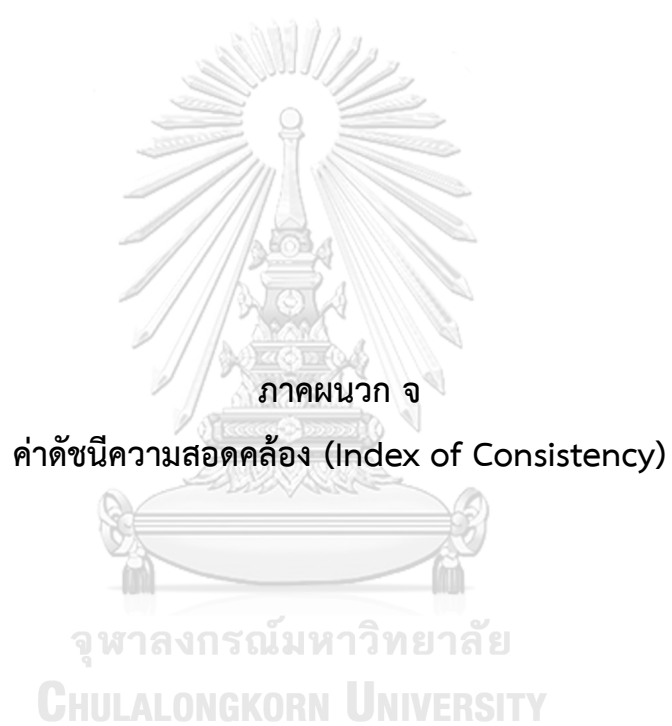 ภาคผนวก จ
ค่าดัชนีความสอดคล้อง (Index of Consistency)
จุฬาลงกรณ์มหาวิทยาลัย
CHULALONGKORN UNIVERSITY